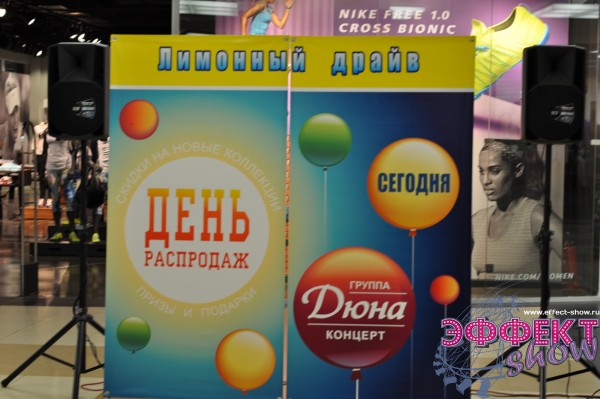 NIKE FREE 1.0
CROSS BIONIC
Лимонный драйв
СКИДКИ НА НОВЫЕ КОЛЛЕКЦИИ
ДЕНЬ
РАСПРОДАЖ
ПРИЗЫ И ПОДАРКИ
СЕГОДНЯ
ГРУППА
Дюна
КОНЦЕРТ
NIKE.COM/WOMEN
www.effect-show.ru
ЭФФЕКТ
show